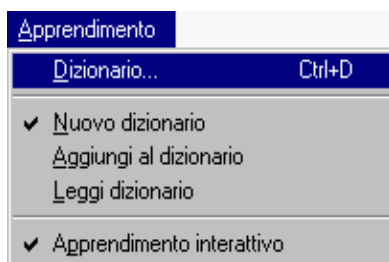 Apprendimento
Dizionario... Ctrl+D
Nuovo dizionario
Aggiungi al dizionario
Leggi dizionario
Apprendimento interattivo